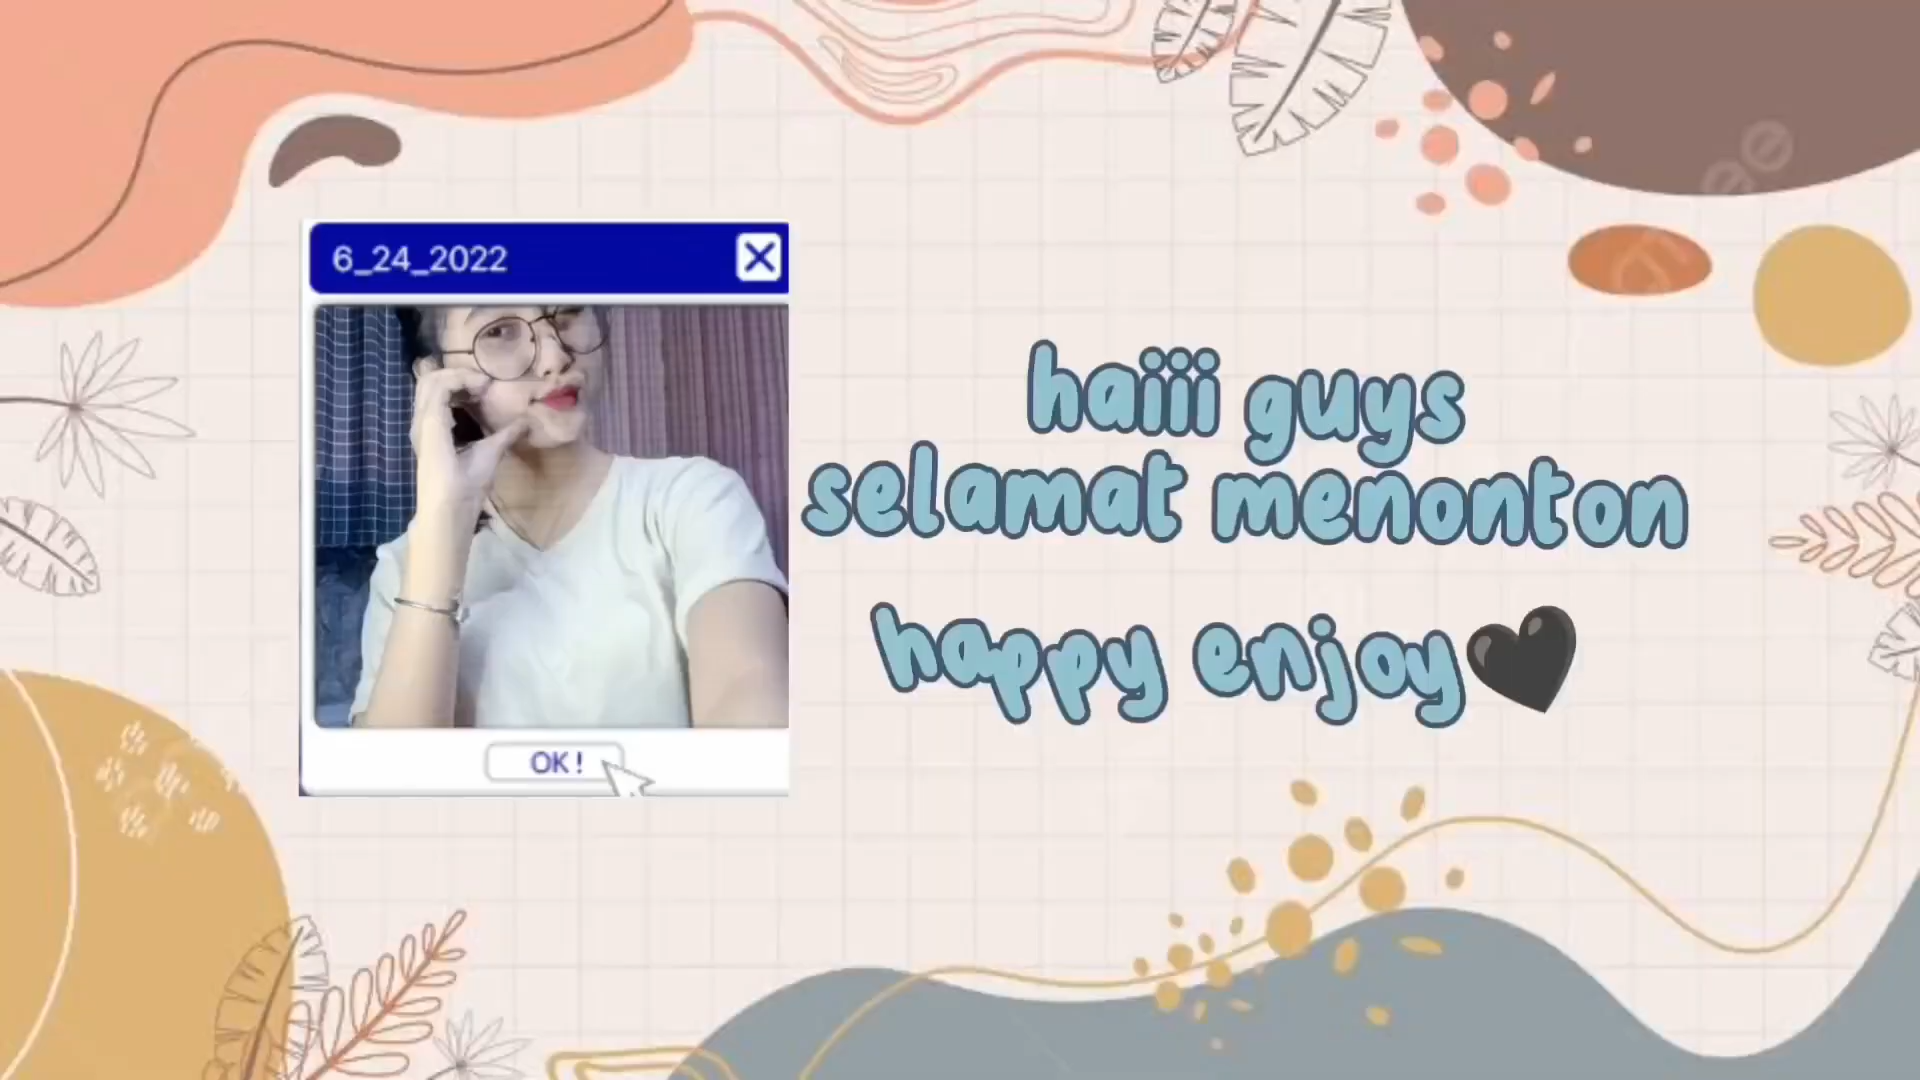 6_24_2022
haiii guys
selamat menonton
happy enjoy🖤
OK!